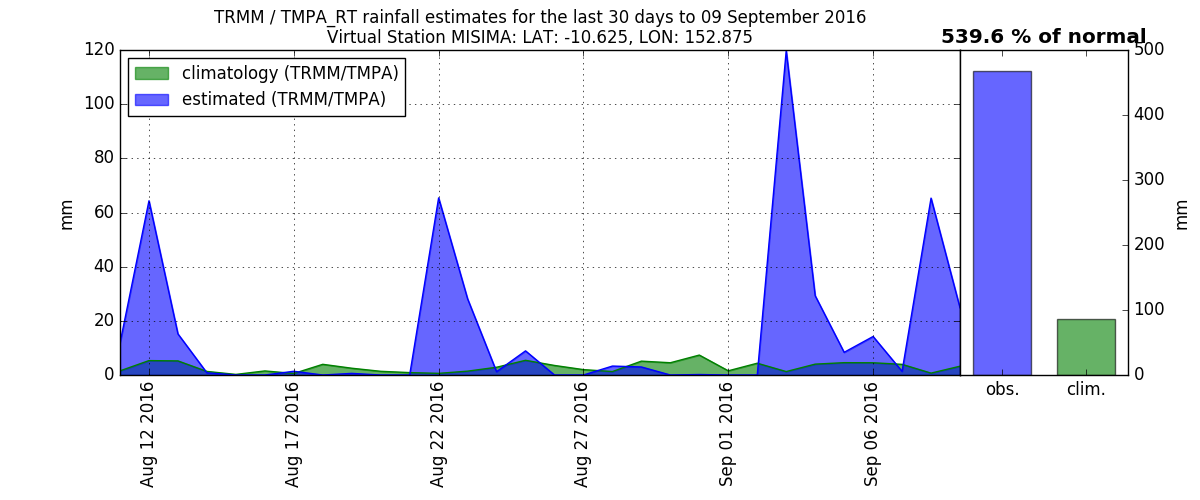 TRMM / TMPA_RT rainfall estimates for the last 30 days to 09 September 2016
Virtual Station MISIMA: LAT: -10.625, LON: 152.875
539.6 % of normal
climatology (TRMM/TMPA)
estimated (TRMM/TMPA)
mm
120
100
80
60
40
20
0
Aug 12 2016
Aug 17 2016
Aug 22 2016
Aug 27 2016
Sep 01 2016
Sep 06 2016
obs.
clim.
500
400
300
200
100
0
mm